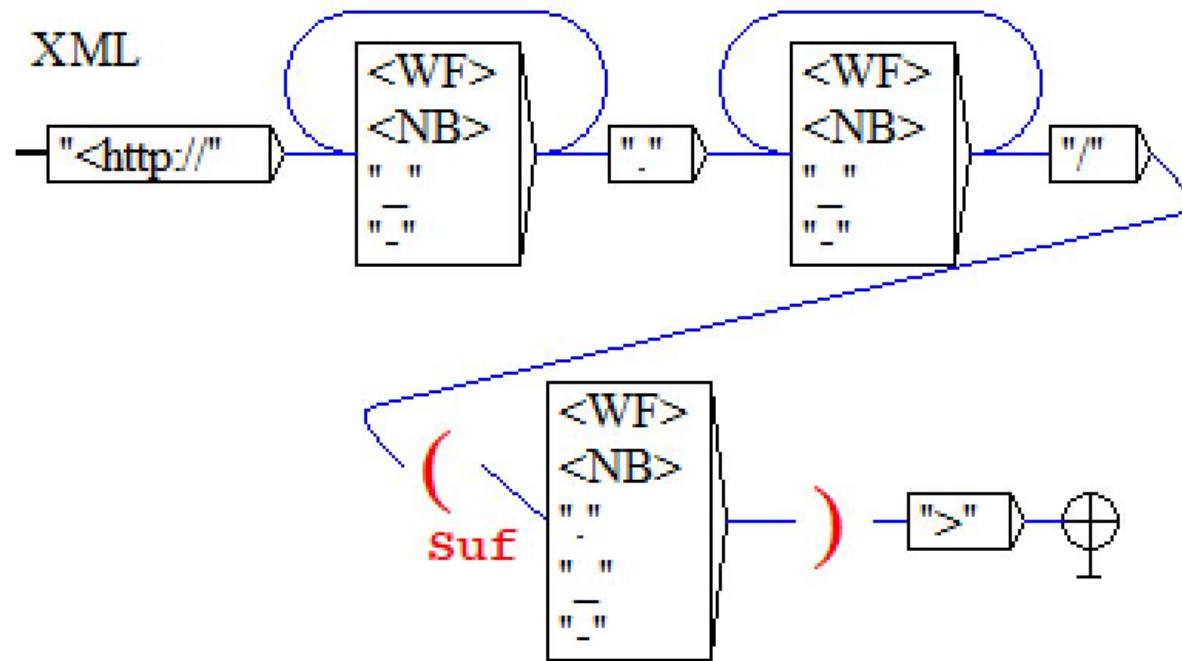 XML
"<http://"
<WF>
<NB>
"_"
"-"
"."
<WF>
<NB>
"_"
"-"
"/"
(
Suf
<WF>
<NB>
"."
"_"
"-"
)
">"